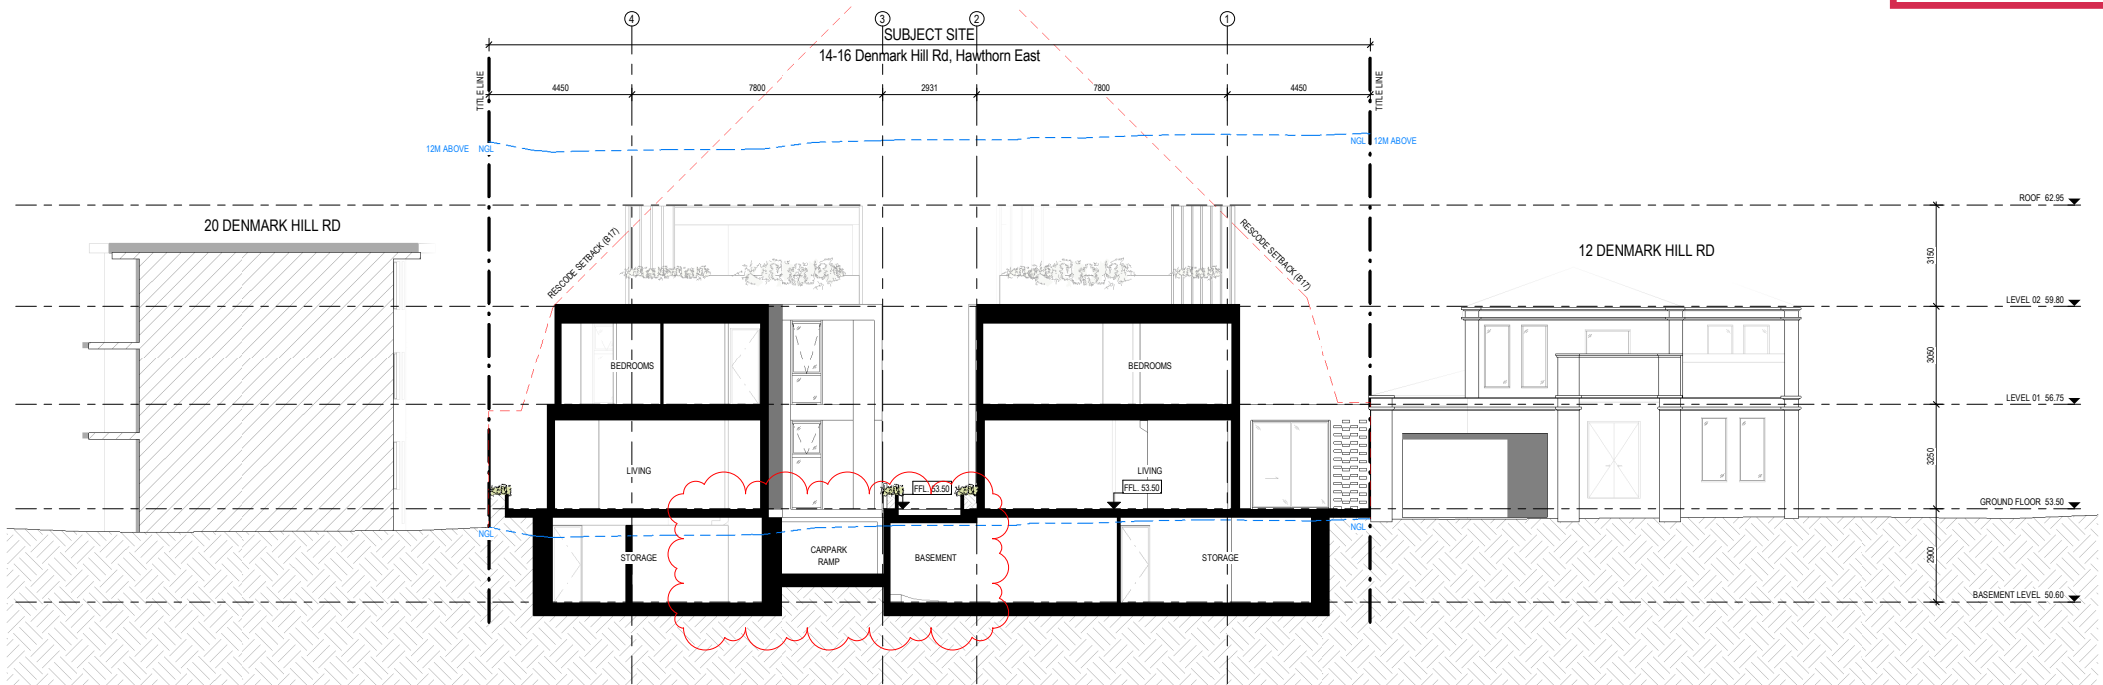 4
3
2
1
SUBJECT SITE
14-16 Denmark Hill Rd, Hawthorn East
TITLE LINE
4450
7800
2931
7800
4450
TITLE LINE
12M ABOVE NGL
NGL 12M ABOVE
ROOF 62.95
20 DENMARK HILL RD
RESCODE SETBACK (B17)
RESCODE SETBACK (B17)
12 DENMARK HILL RD
3150
LEVEL 02 59.80
BEDROOMS
BEDROOMS
3050
LEVEL 01 56.75
LIVING
LIVING
3250
FFL. 53.50
FFL. 53.50
GROUND FLOOR 53.50
NGL
NGL
STORAGE
CARPARK
RAMP
BASEMENT
STORAGE
2900
BASEMENT LEVEL 50.60